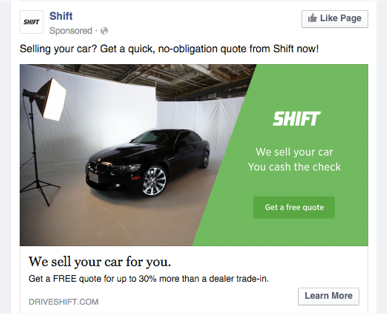 SHIFT
Shift
Sponsored ·
Like Page
Selling your car? Get a quick, no-obligation quote from Shift now!
SHIFT
We sell your car
You cash the check
Get a free quote
We sell your car for you.
Get a FREE quote for up to 30% more than a dealer trade-in.
DRIVESHIFT.COM
Learn More